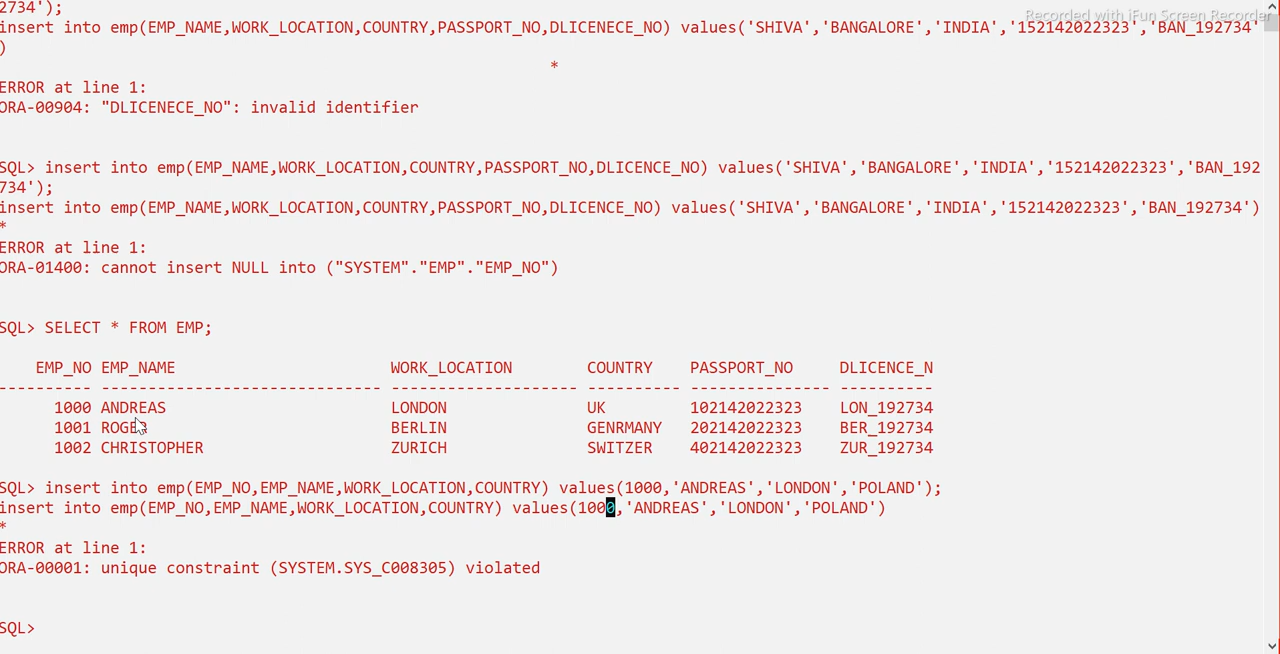 2734');
Recorded with iFun Screen Recorder
insert into emp(EMP_NAME,WORK_LOCATION,COUNTRY,PASSPORT_NO,DLICENECE_NO) values('SHIVA','BANGALORE','INDIA','152142022323','BAN_192734'
)
*
ERROR at line 1:
ORA-00904: "DLICENECE_NO": invalid identifier
SQL> insert into emp(EMP_NAME,WORK_LOCATION,COUNTRY,PASSPORT_NO,DLICENCE_NO) values('SHIVA','BANGALORE','INDIA','152142022323','BAN_192
734');
insert into emp(EMP_NAME,WORK_LOCATION,COUNTRY,PASSPORT_NO,DLICENCE_NO) values('SHIVA','BANGALORE','INDIA','152142022323','BAN_192734')
*
ERROR at line 1:
ORA-01400: cannot insert NULL into ("SYSTEM"."EMP"."EMP_NO")
SQL> SELECT * FROM EMP;
EMP_NO EMP_NAME WORK_LOCATION COUNTRY PASSPORT_NO DLICENCE_N
---------- ------------------------------ -------------------- ---------- --------------- ----------
1000 ANDREAS LONDON UK 102142022323 LON_192734
1001 ROGER BERLIN GENRMANY 202142022323 BER_192734
1002 CHRISTOPHER ZURICH SWITZER 402142022323 ZUR_192734
SQL> insert into emp(EMP_NO,EMP_NAME,WORK_LOCATION,COUNTRY) values(1000,'ANDREAS','LONDON','POLAND');
insert into emp(EMP_NO,EMP_NAME,WORK_LOCATION,COUNTRY) values(1000,'ANDREAS','LONDON','POLAND')
*
ERROR at line 1:
ORA-00001: unique constraint (SYSTEM.SYS_C008305) violated
SQL>